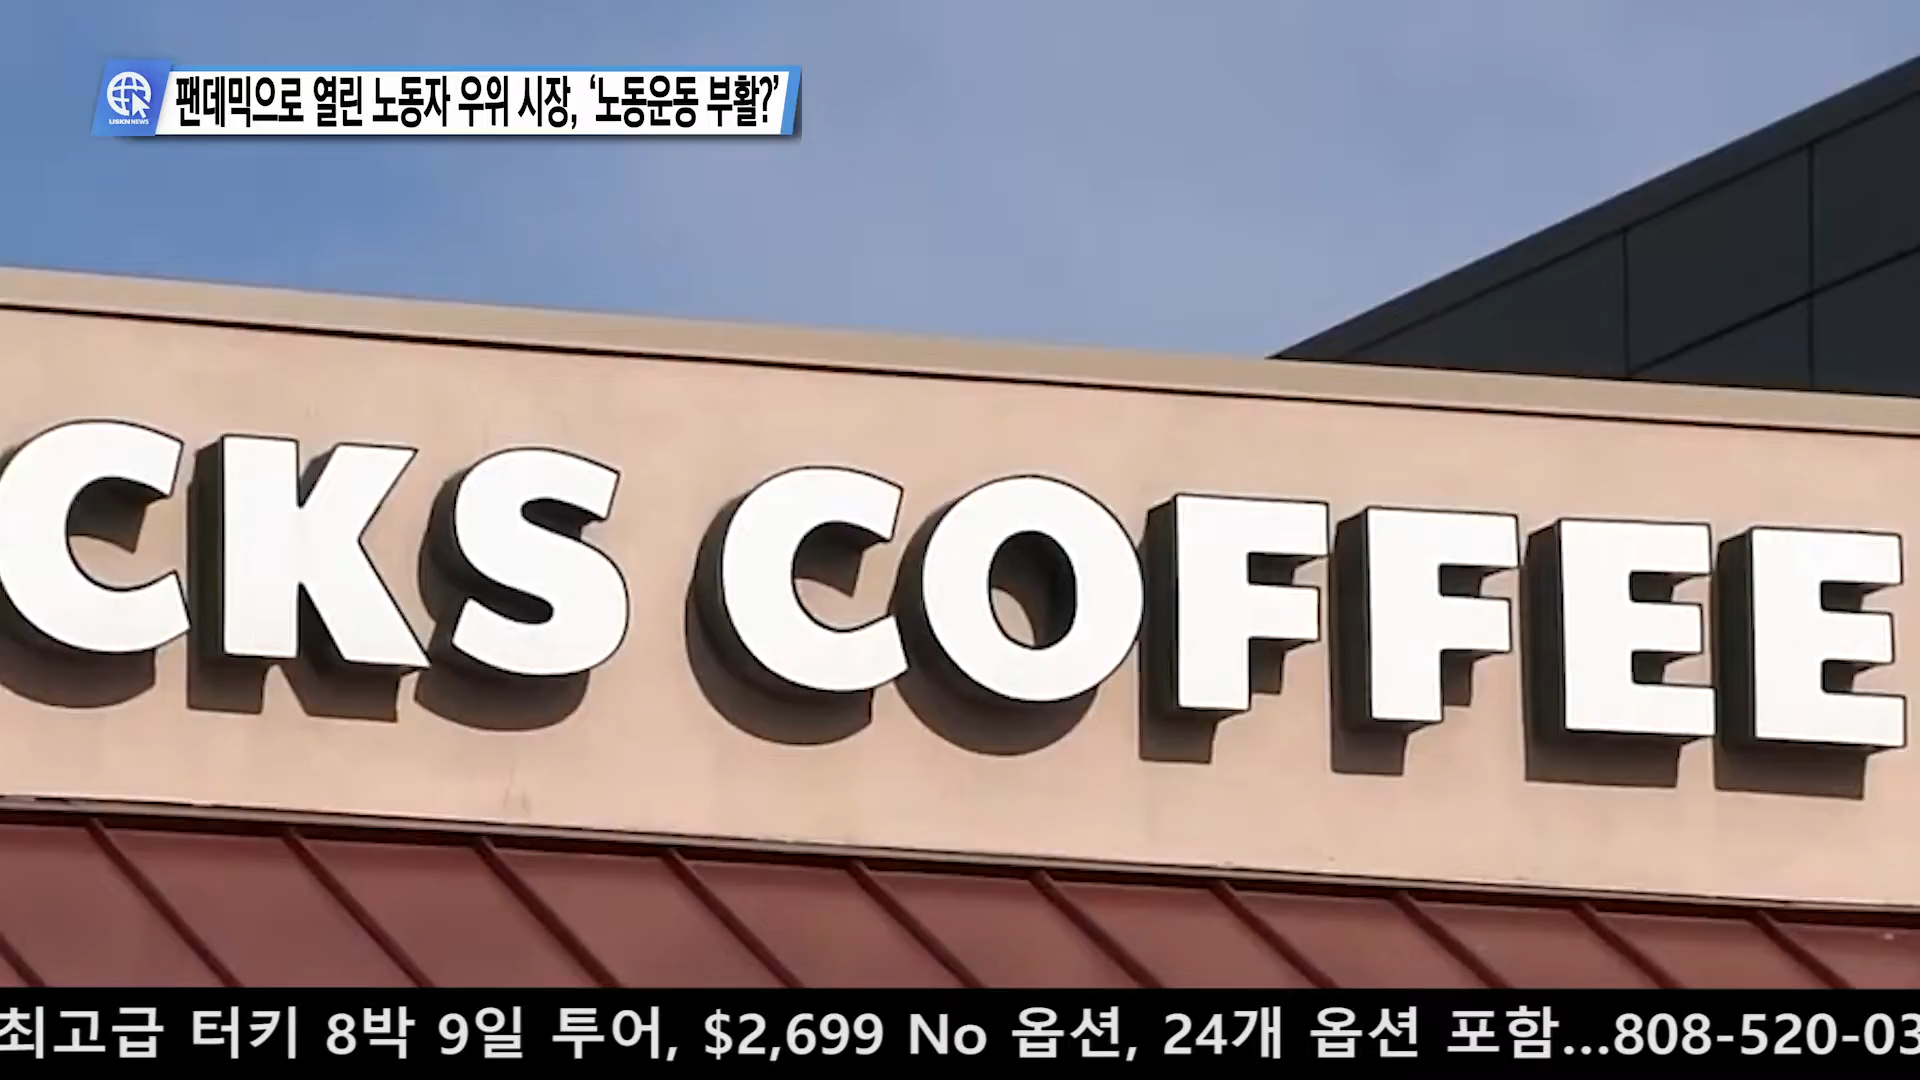 USKN NEWS
팬데믹으로 열린 노동자 우위 시장, ‘노동운동 부활?’
CKS COFFEE
최고급 터키 8박 9일 투어, $2,699 No 옵션, 24개 옵션 포함...808-520-03